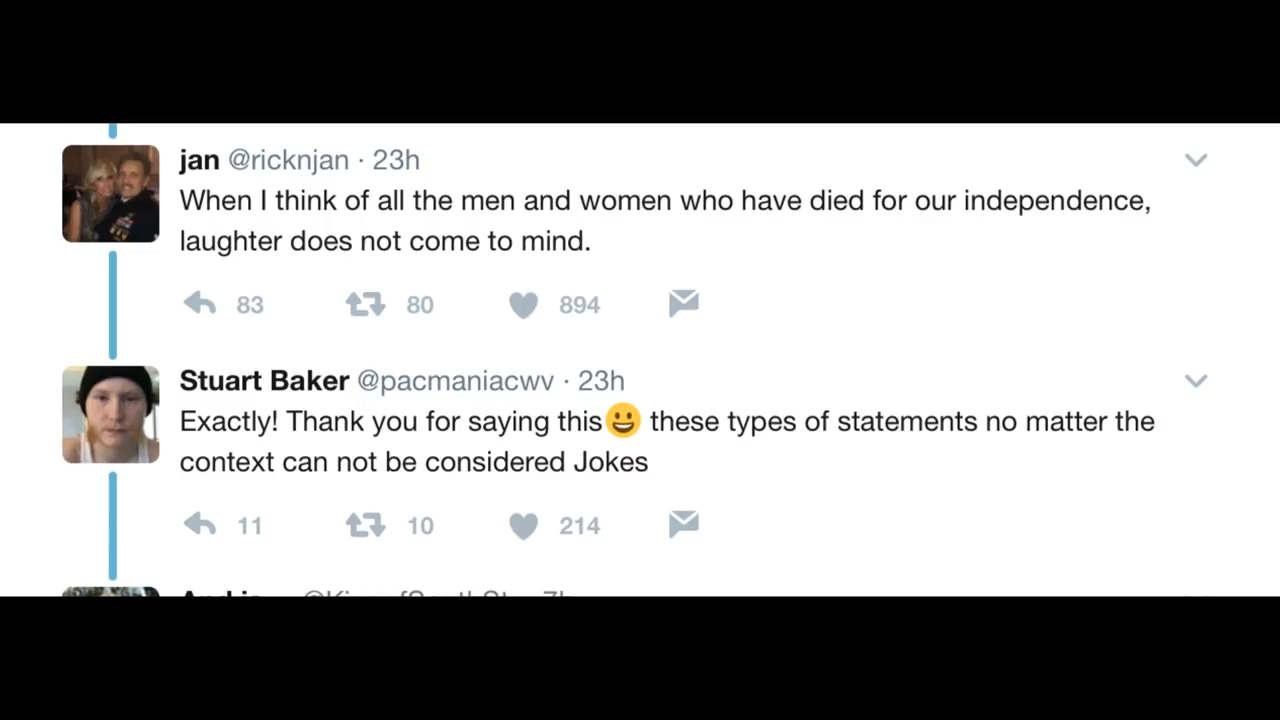 jan @ricknjan · 23h
When I think of all the men and women who have died for our independence,
laughter does not come to mind.
83 80 894
Stuart Baker @pacmaniacwv · 23h
Exactly! Thank you for saying this😀 these types of statements no matter the
context can not be considered Jokes
11 10 214